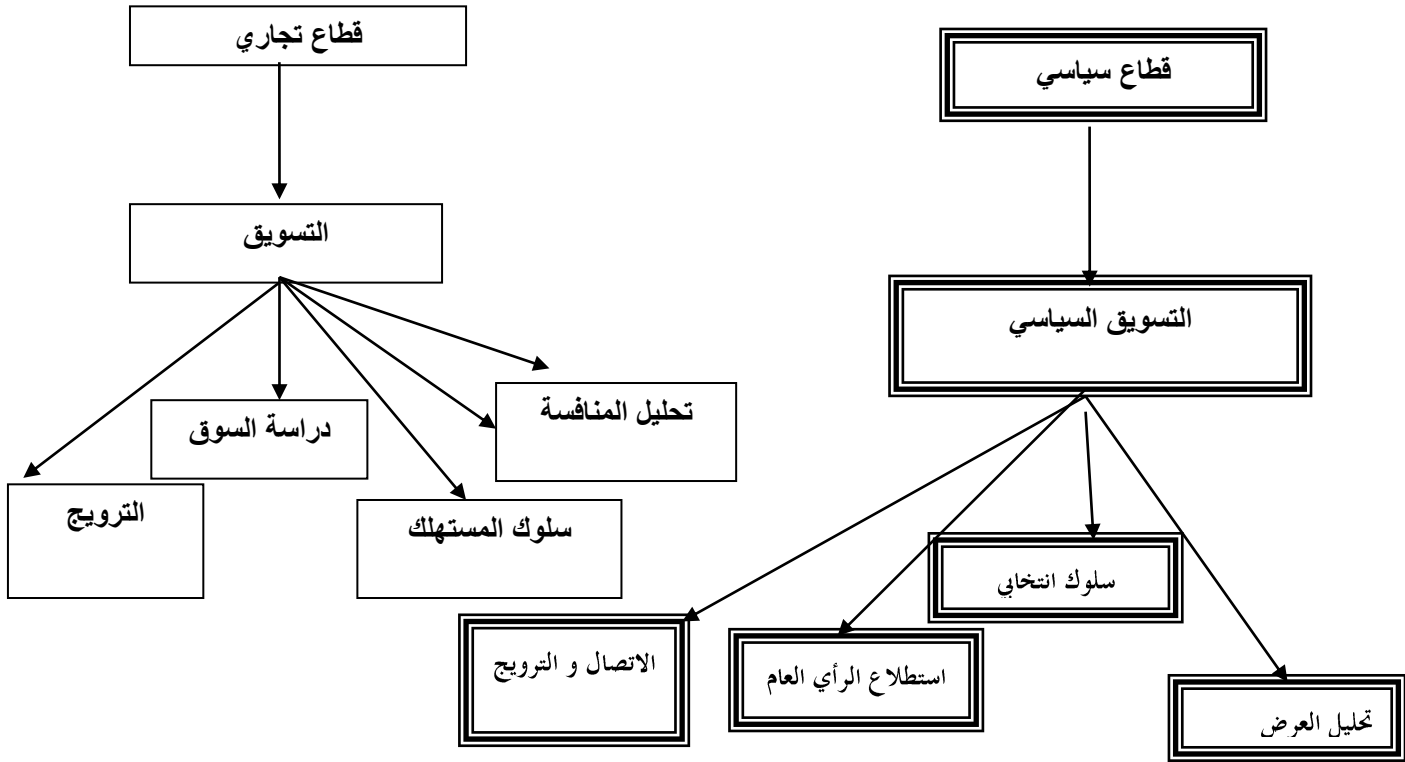 قطاع تجاري
قطاع سياسي
التسويق
التسويق السياسي
تحليل المنافسة
دراسة السوق
الترويج
سلوك المستهلك
سلوك انتخابي
الاتصال و الترويج
استطلاع الرأي العام
تحليل العرض